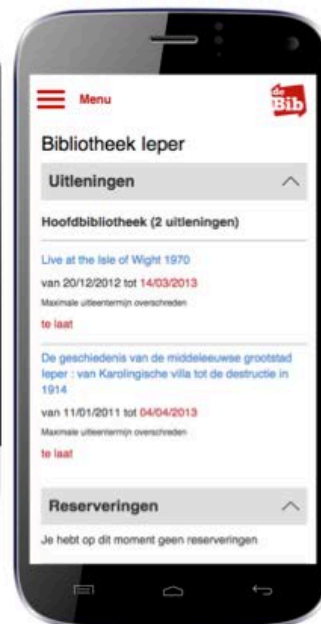 Menu
de
Bib
Bibliotheek Ieper
Uitleningen
Hoofdbibliotheek (2 uitleningen)
Live at the Isle of Wight 1970
van 20/12/2012 tot 14/03/2013
Maximale uitleentermijn overschreden
te laat
De geschiedenis van de middeleeuwse grootstad
Ieper : van Karolingische villa tot de destructie in
1914
van 11/01/2011 tot 04/04/2013
Maximale uitleentermijn overschreden
te laat
Reserveringen
Je hebt op dit moment geen reserveringen